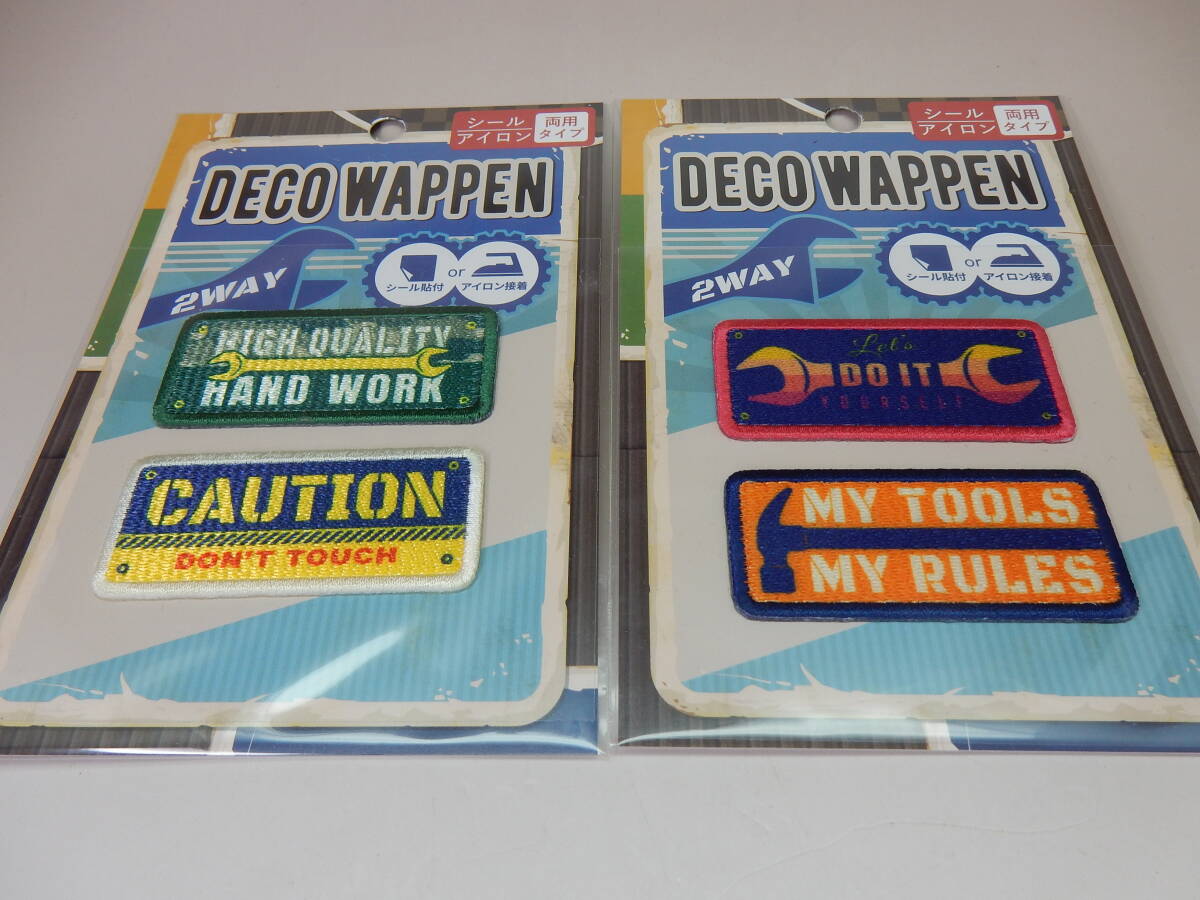 シール
アイロン
両用
タイプ
DECO WAPPEN
2WAY
シール貼付
or
アイロン接着
HIGH QUALITY
HAND WORK
CAUTION
DON'T TOUCH
シール
アイロン
両用
タイプ
DECO WAPPEN
2WAY
シール貼付
or
アイロン接着
Let's
DO IT
YOURSELF
MY TOOLS
MY RULES